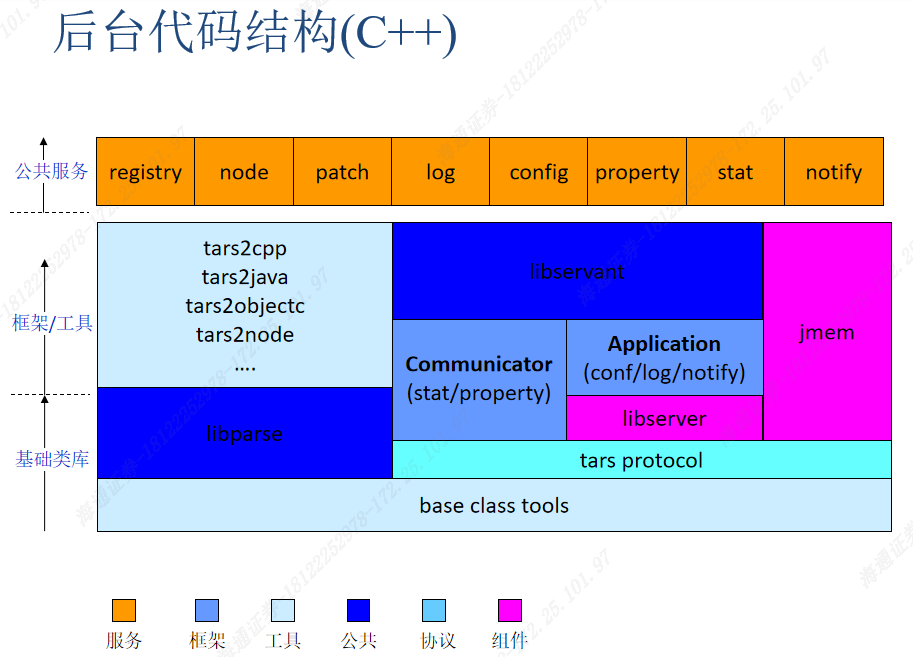 后台代码结构(C++)
公共服务
registry
node
patch
log
config
property
stat
notify
框架/工具
tars2cpp
tars2java
tars2objectc
tars2node
....
libservant
jmem
Communicator
(stat/property)
Application
(conf/log/notify)
libserver
基础类库
libparse
tars protocol
base class tools
服务
框架
工具
公共
协议
组件
海通证券-18122252978-172.25.101.97